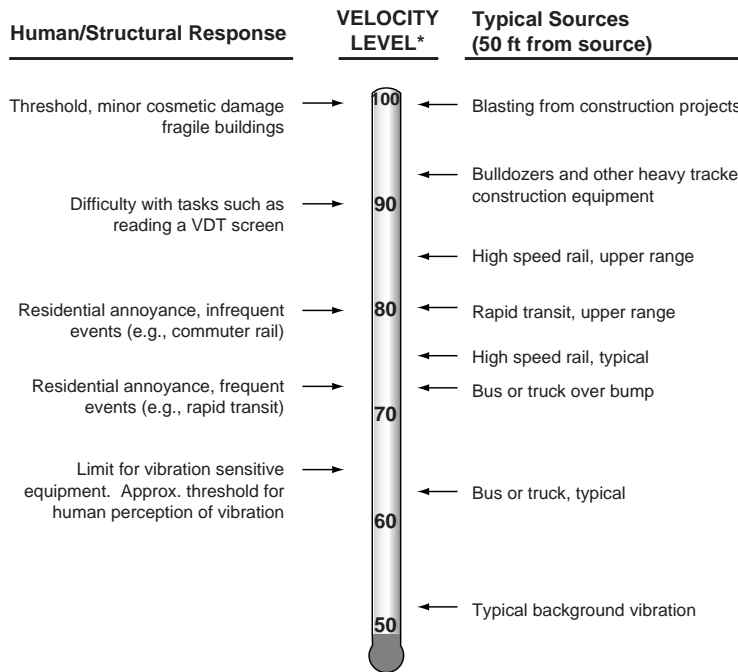 Human/Structural Response
VELOCITY
LEVEL*
Typical Sources
(50 ft from source)
Threshold, minor cosmetic damage
fragile buildings
Difficulty with tasks such as
reading a VDT screen
Residential annoyance, infrequent
events (e.g., commuter rail)
Residential annoyance, frequent
events (e.g., rapid transit)
Limit for vibration sensitive
equipment. Approx. threshold for
human perception of vibration
100
90
80
70
60
50
Blasting from construction projects
Bulldozers and other heavy tracke
construction equipment
High speed rail, upper range
Rapid transit, upper range
High speed rail, typical
Bus or truck over bump
Bus or truck, typical
Typical background vibration